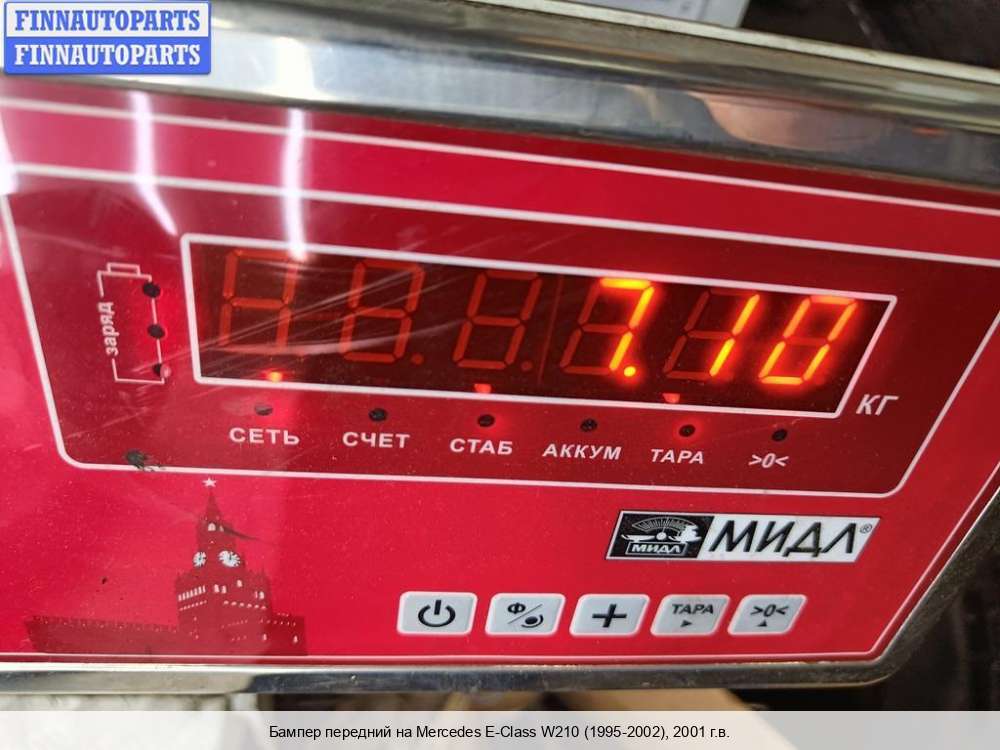 FINNAUTOPARTS
FINNAUTOPARTS
заряд
7.10
КГ
СЕТЬ СЧЕТ СТАБ АККУМ ТАРА >0<
МИДЛ МИДЛ®
Ф ТАРА >0<
Бампер передний на Mercedes E-Class W210 (1995-2002), 2001 г.в.